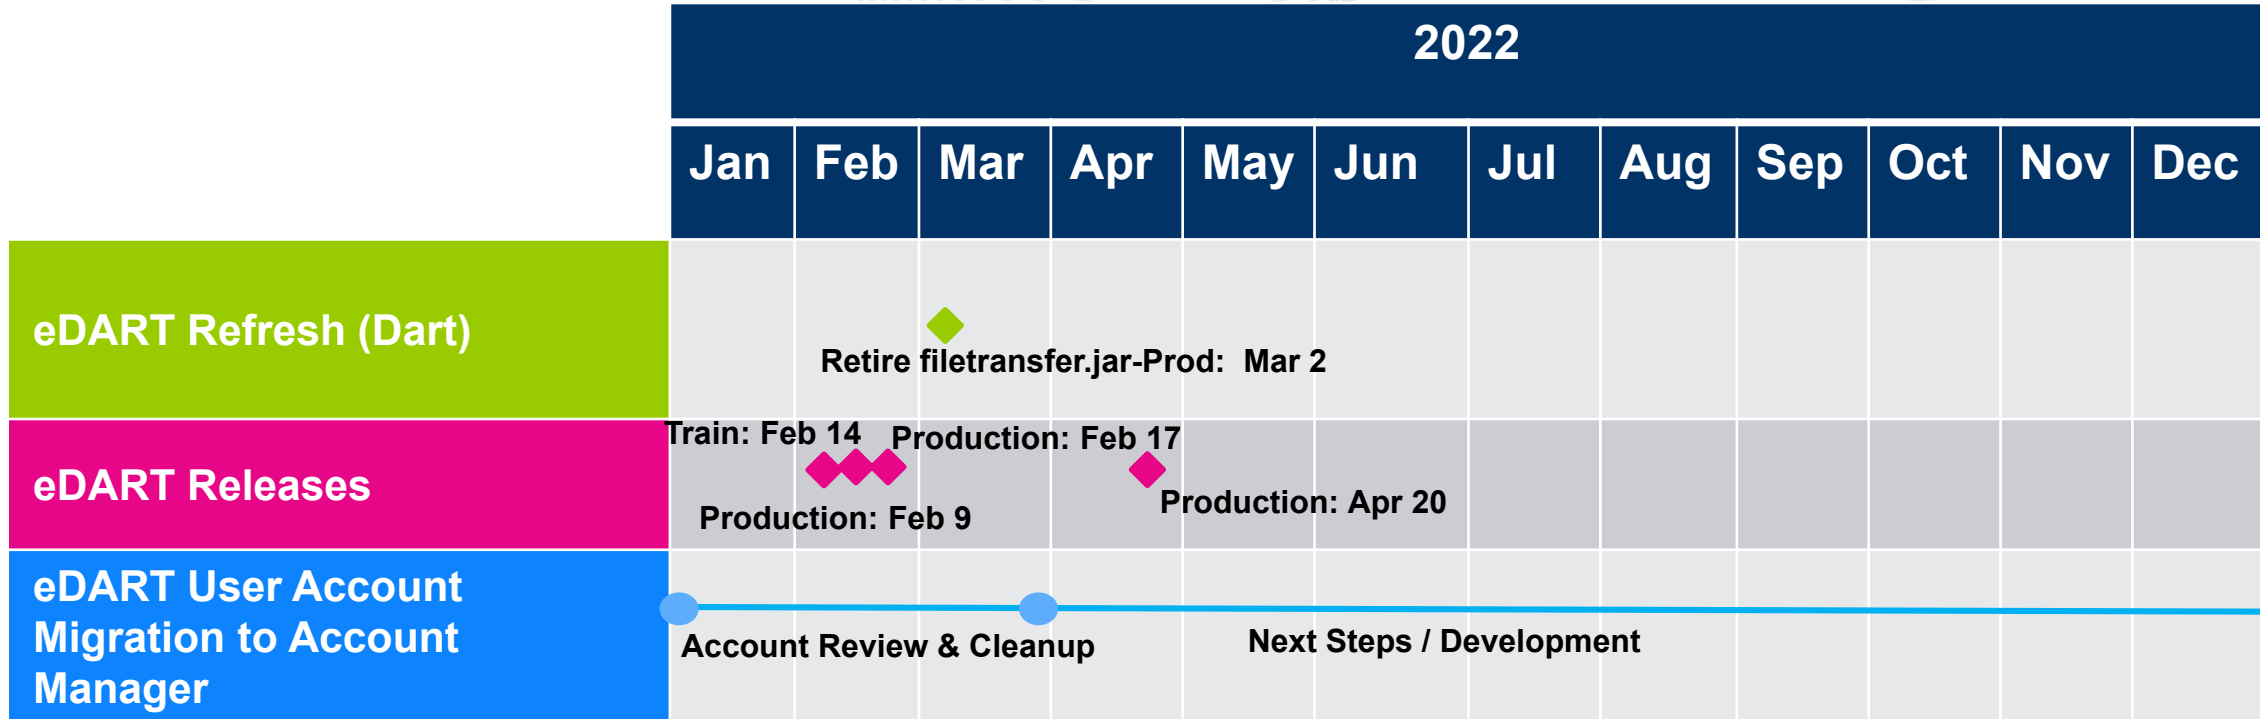 2022
Jan Feb Mar Apr May Jun Jul Aug Sep Oct Nov Dec
eDART Refresh (Dart)
Retire filetransfer.jar-Prod:  Mar 2
eDART Releases
Train: Feb 14
Production: Feb 17
Production: Feb 9
Production: Apr 20
eDART User Account
Migration to Account
Manager
Account Review & Cleanup
Next Steps / Development